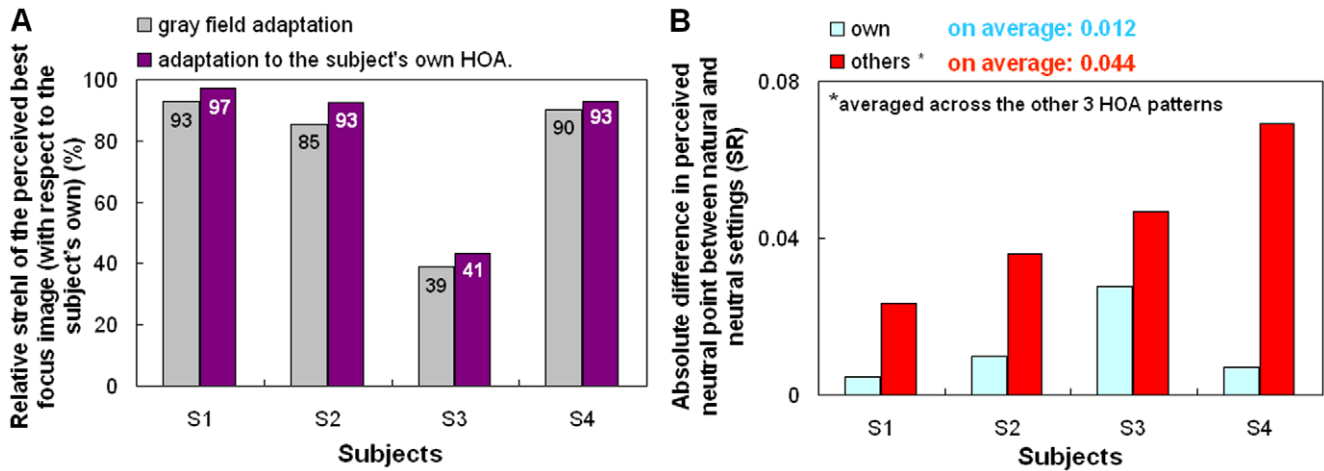 A
gray field adaptation
adaptation to the subject's own HOA.
Relative strehl of the perceived best
focus image (with respect to the
subject's own) (%)
100
80
60
40
20
0
93
97
85
93
39
41
90
93
S1
S2
S3
S4
Subjects
B
own
on average: 0.012
others *
on average: 0.044
*averaged across the other 3 HOA patterns
Absolute difference in perceived
neutral point between natural and
neutral settings (SR)
0.08
0.04
0
S1
S2
S3
S4
Subjects